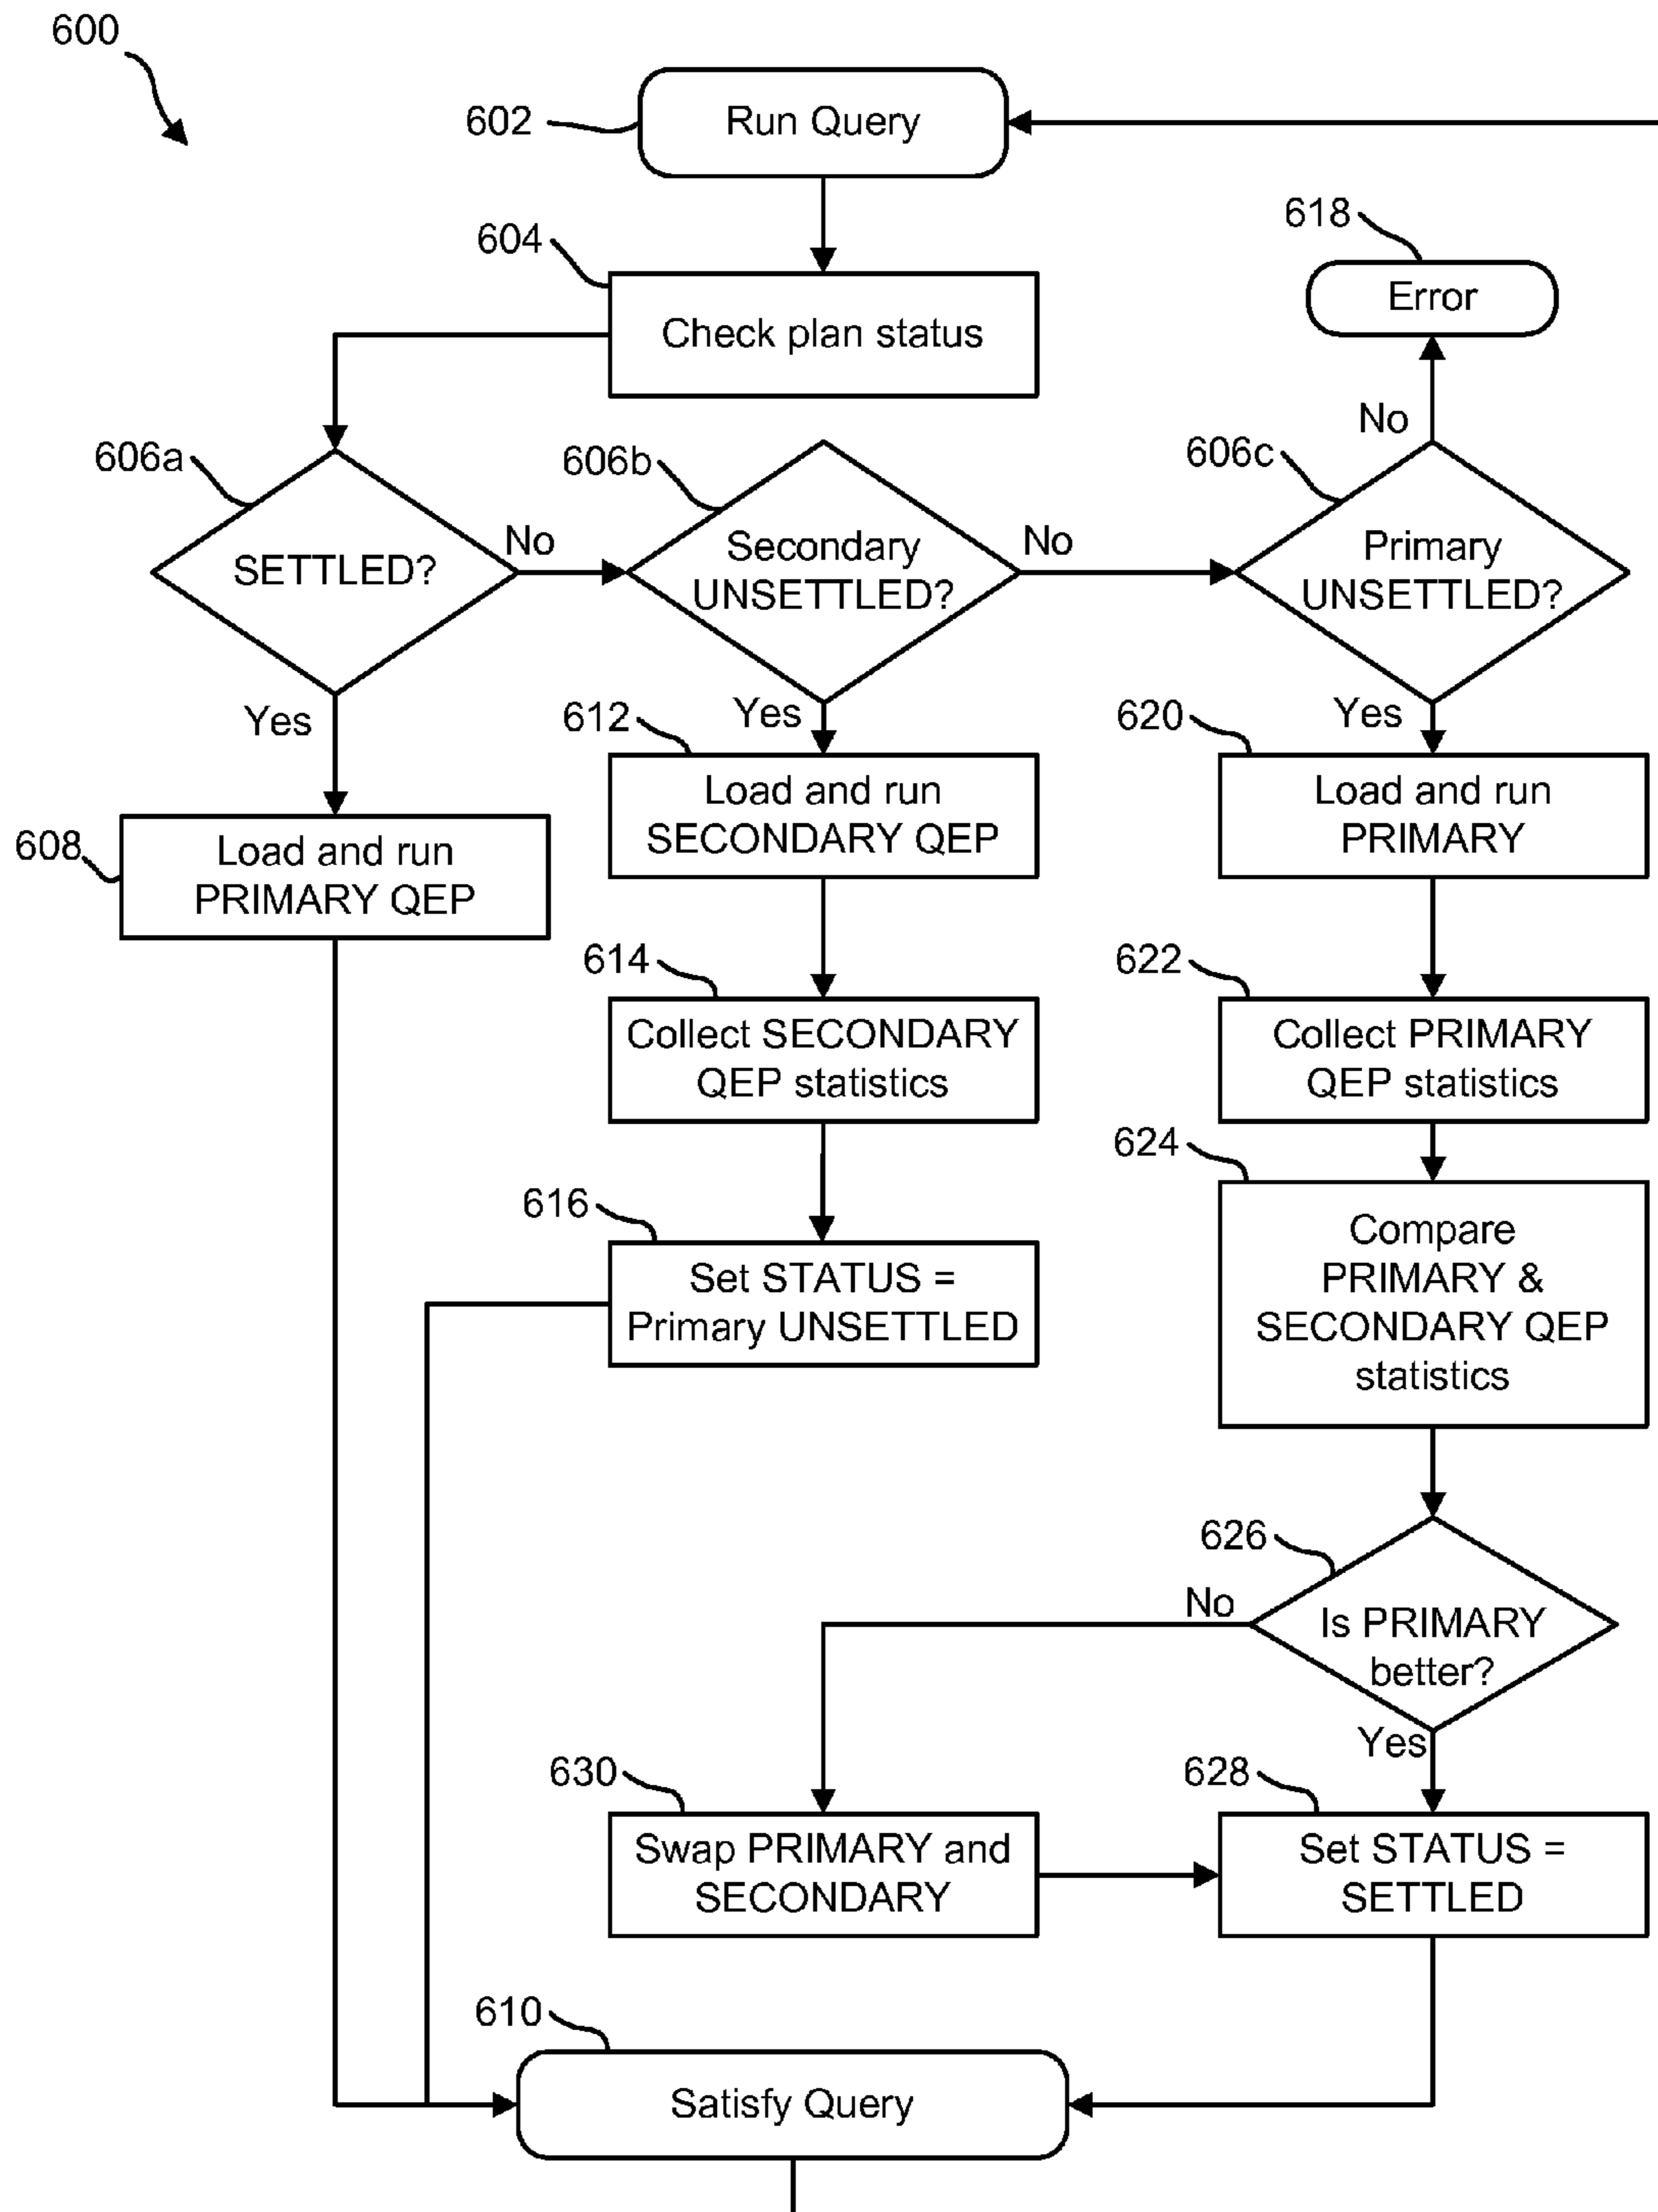 600
602
Run Query
604
618
Check plan status
Error
606a
606b
606c
No
SETTLED?
No
Secondary
UNSETTLED?
No
Primary
UNSETTLED?
Yes
612
Yes
620
Yes
608
Load and run
PRIMARY QEP
Load and run
SECONDARY QEP
Load and run
PRIMARY
614
622
Collect SECONDARY
QEP statistics
Collect PRIMARY
QEP statistics
624
616
Set STATUS =
Primary UNSETTLED
Compare
PRIMARY &
SECONDARY QEP
statistics
626
No
Is PRIMARY
better?
Yes
630
628
Swap PRIMARY and
SECONDARY
Set STATUS =
SETTLED
610
Satisfy Query